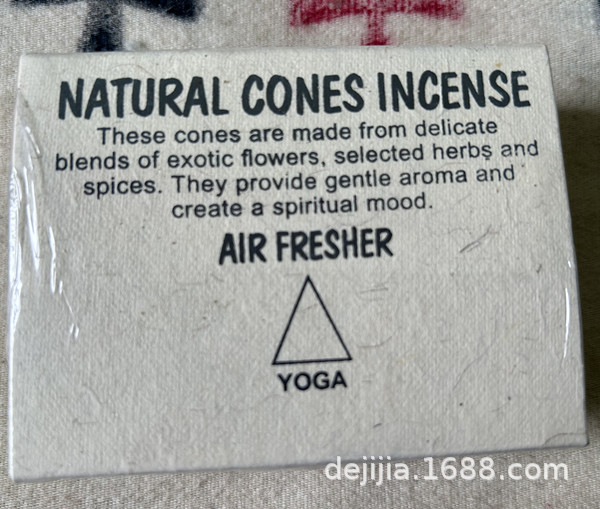 NATURAL CONES INCENSE
These cones are made from delicate
blends of exotic flowers, selected herbs and
spices. They provide gentle aroma and
create a spiritual mood.
AIR FRESHER
YOGA
dejijia.1688.com